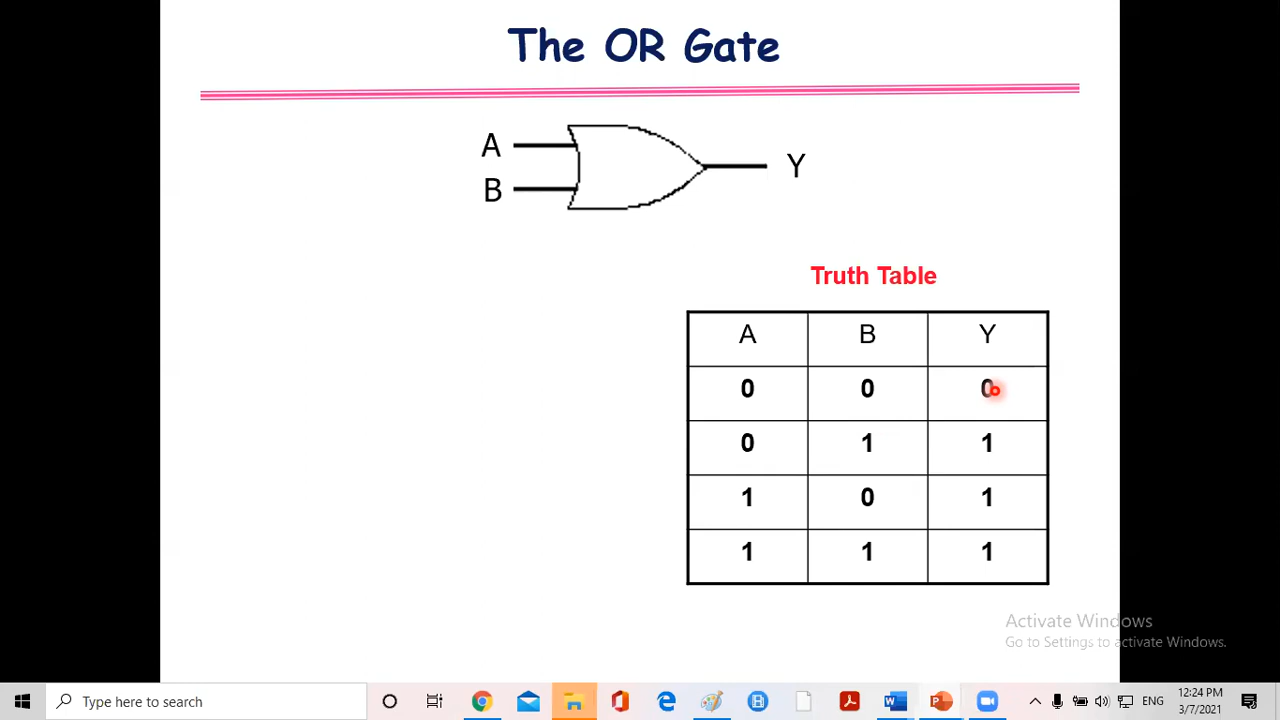 The OR Gate
A
B
Y
Truth Table
A B Y
0 0 0
0 1 1
1 0 1
1 1 1
Activate Windows
Go to Settings to activate Windows.
Type here to search
ENG
12:24 PM
3/7/2021